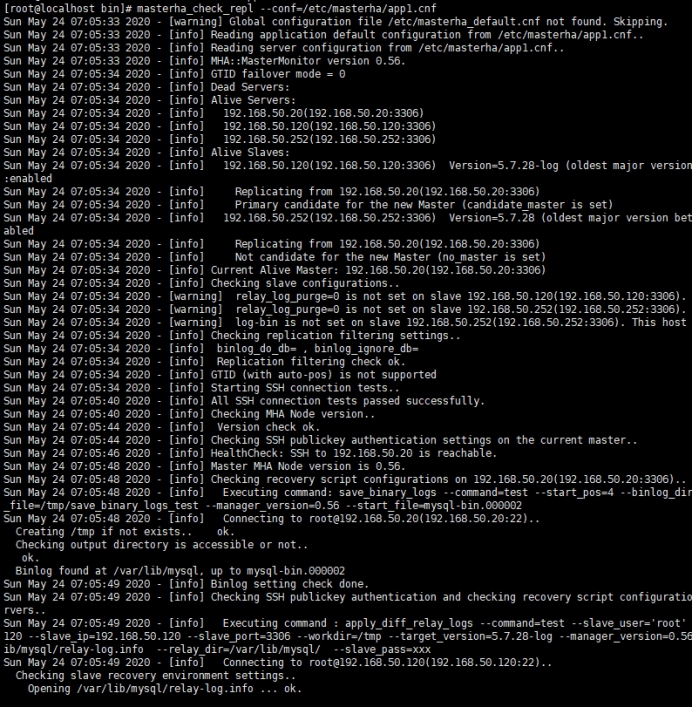 [root@localhost bin]# masterha_check_repl --conf=/etc/masterha/app1.cnf
Sun May 24 07:05:33 2020 - [warning] Global configuration file /etc/masterha_default.cnf not found. Skipping.
Sun May 24 07:05:33 2020 - [info] Reading application default configuration from /etc/masterha/app1.cnf..
Sun May 24 07:05:33 2020 - [info] Reading server configuration from /etc/masterha/app1.cnf..
Sun May 24 07:05:33 2020 - [info] MHA::MasterMonitor version 0.56.
Sun May 24 07:05:34 2020 - [info] GTID failover mode = 0
Sun May 24 07:05:34 2020 - [info] Dead Servers:
Sun May 24 07:05:34 2020 - [info] Alive Servers:
Sun May 24 07:05:34 2020 - [info]   192.168.50.20(192.168.50.20:3306)
Sun May 24 07:05:34 2020 - [info]   192.168.50.120(192.168.50.120:3306)
Sun May 24 07:05:34 2020 - [info]   192.168.50.252(192.168.50.252:3306)
Sun May 24 07:05:34 2020 - [info] Alive Slaves:
Sun May 24 07:05:34 2020 - [info]   192.168.50.120(192.168.50.120:3306)  Version=5.7.28-log (oldest major version
:enabled
Sun May 24 07:05:34 2020 - [info]     Replicating from 192.168.50.20(192.168.50.20:3306)
Sun May 24 07:05:34 2020 - [info]     Primary candidate for the new Master (candidate_master is set)
Sun May 24 07:05:34 2020 - [info]   192.168.50.252(192.168.50.252:3306)  Version=5.7.28 (oldest major version bet
abled
Sun May 24 07:05:34 2020 - [info]     Replicating from 192.168.50.20(192.168.50.20:3306)
Sun May 24 07:05:34 2020 - [info]     Not candidate for the new Master (no_master is set)
Sun May 24 07:05:34 2020 - [info] Current Alive Master: 192.168.50.20(192.168.50.20:3306)
Sun May 24 07:05:34 2020 - [info] Checking slave configurations..
Sun May 24 07:05:34 2020 - [warning]  relay_log_purge=0 is not set on slave 192.168.50.120(192.168.50.120:3306).
Sun May 24 07:05:34 2020 - [warning]  relay_log_purge=0 is not set on slave 192.168.50.252(192.168.50.252:3306).
Sun May 24 07:05:34 2020 - [warning]  log-bin is not set on slave 192.168.50.252(192.168.50.252:3306). This host
Sun May 24 07:05:34 2020 - [info] Checking replication filtering settings..
Sun May 24 07:05:34 2020 - [info]  binlog_do_db= , binlog_ignore_db=
Sun May 24 07:05:34 2020 - [info]  Replication filtering check ok.
Sun May 24 07:05:34 2020 - [info] GTID (with auto-pos) is not supported
Sun May 24 07:05:34 2020 - [info] Starting SSH connection tests..
Sun May 24 07:05:40 2020 - [info] All SSH connection tests passed successfully.
Sun May 24 07:05:40 2020 - [info] Checking MHA Node version..
Sun May 24 07:05:44 2020 - [info]  Version check ok.
Sun May 24 07:05:44 2020 - [info] Checking SSH publickey authentication settings on the current master..
Sun May 24 07:05:46 2020 - [info] HealthCheck: SSH to 192.168.50.20 is reachable.
Sun May 24 07:05:48 2020 - [info] Master MHA Node version is 0.56.
Sun May 24 07:05:48 2020 - [info] Checking recovery script configurations on 192.168.50.20(192.168.50.20:3306)..
Sun May 24 07:05:48 2020 - [info]   Executing command: save_binary_logs --command=test --start_pos=4 --binlog_dir
_file=/tmp/save_binary_logs_test --manager_version=0.56 --start_file=mysql-bin.000002
Sun May 24 07:05:48 2020 - [info]   Connecting to root@192.168.50.20(192.168.50.20:22)..
  Creating /tmp if not exists..    ok.
  Checking output directory is accessible or not..
   ok.
  Binlog found at /var/lib/mysql, up to mysql-bin.000002
Sun May 24 07:05:49 2020 - [info] Binlog setting check done.
Sun May 24 07:05:49 2020 - [info] Checking SSH publickey authentication and checking recovery script configuratio
rvers..
Sun May 24 07:05:49 2020 - [info]   Executing command : apply_diff_relay_logs --command=test --slave_user='root'
120 --slave_ip=192.168.50.120 --slave_port=3306 --workdir=/tmp --target_version=5.7.28-log --manager_version=0.56
ib/mysql/relay-log.info  --relay_dir=/var/lib/mysql/  --slave_pass=xxx
Sun May 24 07:05:49 2020 - [info]   Connecting to root@192.168.50.120(192.168.50.120:22)..
  Checking slave recovery environment settings..
    Opening /var/lib/mysql/relay-log.info ... ok.